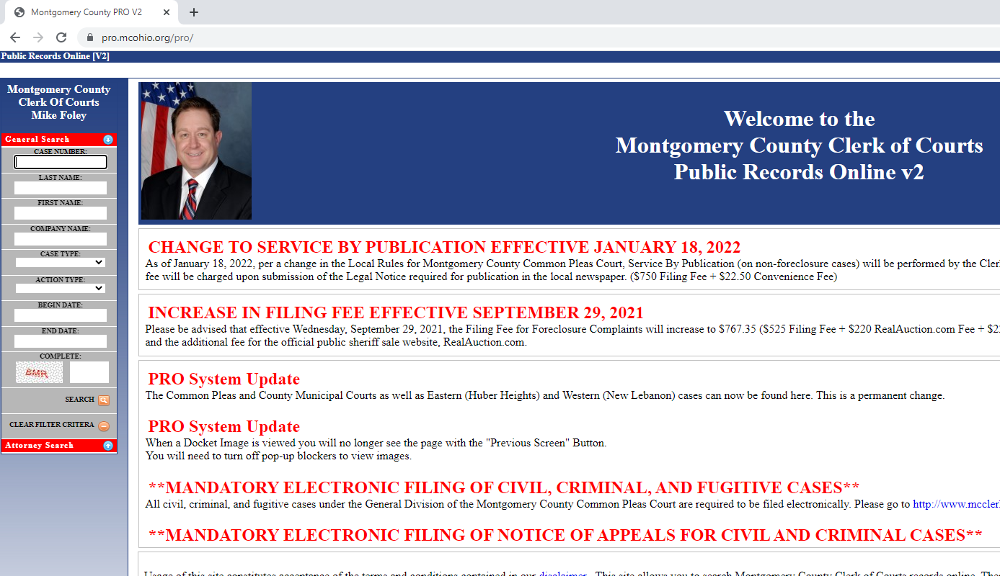 Montgomery County PRO V2
pro.mcohio.org/pro/
Public Records Online [V2]
Montgomery County
Clerk Of Courts
Mike Foley
General Search
CASE NUMBER:
LAST NAME:
FIRST NAME:
COMPANY NAME:
CASE TYPE:
ACTION TYPE:
BEGIN DATE:
END DATE:
COMPLETE:
BMR
SEARCH
CLEAR FILTER CRITERA
Attorney Search
Welcome to the
Montgomery County Clerk of Courts
Public Records Online v2
CHANGE TO SERVICE BY PUBLICATION EFFECTIVE JANUARY 18, 2022
As of January 18, 2022, per a change in the Local Rules for Montgomery County Common Pleas Court, Service By Publication (on non-foreclosure cases) will be performed by the Cler
fee will be charged upon submission of the Legal Notice required for publication in the local newspaper. ($750 Filing Fee + $22.50 Convenience Fee)
INCREASE IN FILING FEE EFFECTIVE SEPTEMBER 29, 2021
Please be advised that effective Wednesday, September 29, 2021, the Filing Fee for Foreclosure Complaints will increase to $767.35 ($525 Filing Fee + $220 RealAuction.com Fee + $2
and the additional fee for the official public sheriff sale website, RealAuction.com.
PRO System Update
The Common Pleas and County Municipal Courts as well as Eastern (Huber Heights) and Western (New Lebanon) cases can now be found here. This is a permanent change.
PRO System Update
When a Docket Image is viewed you will no longer see the page with the "Previous Screen" Button.
You will need to turn off pop-up blockers to view images.
**MANDATORY ELECTRONIC FILING OF CIVIL, CRIMINAL, AND FUGITIVE CASES**
All civil, criminal, and fugitive cases under the General Division of the Montgomery County Common Pleas Court are required to be filed electronically. Please go to http://www.mccler
**MANDATORY ELECTRONIC FILING OF NOTICE OF APPEALS FOR CIVIL AND CRIMINAL CASES**
Usage of this site constitutes acceptance of the terms and conditions contained in our disclaimer. This site allows you to search Montgomery County Clerk of Courts records online.